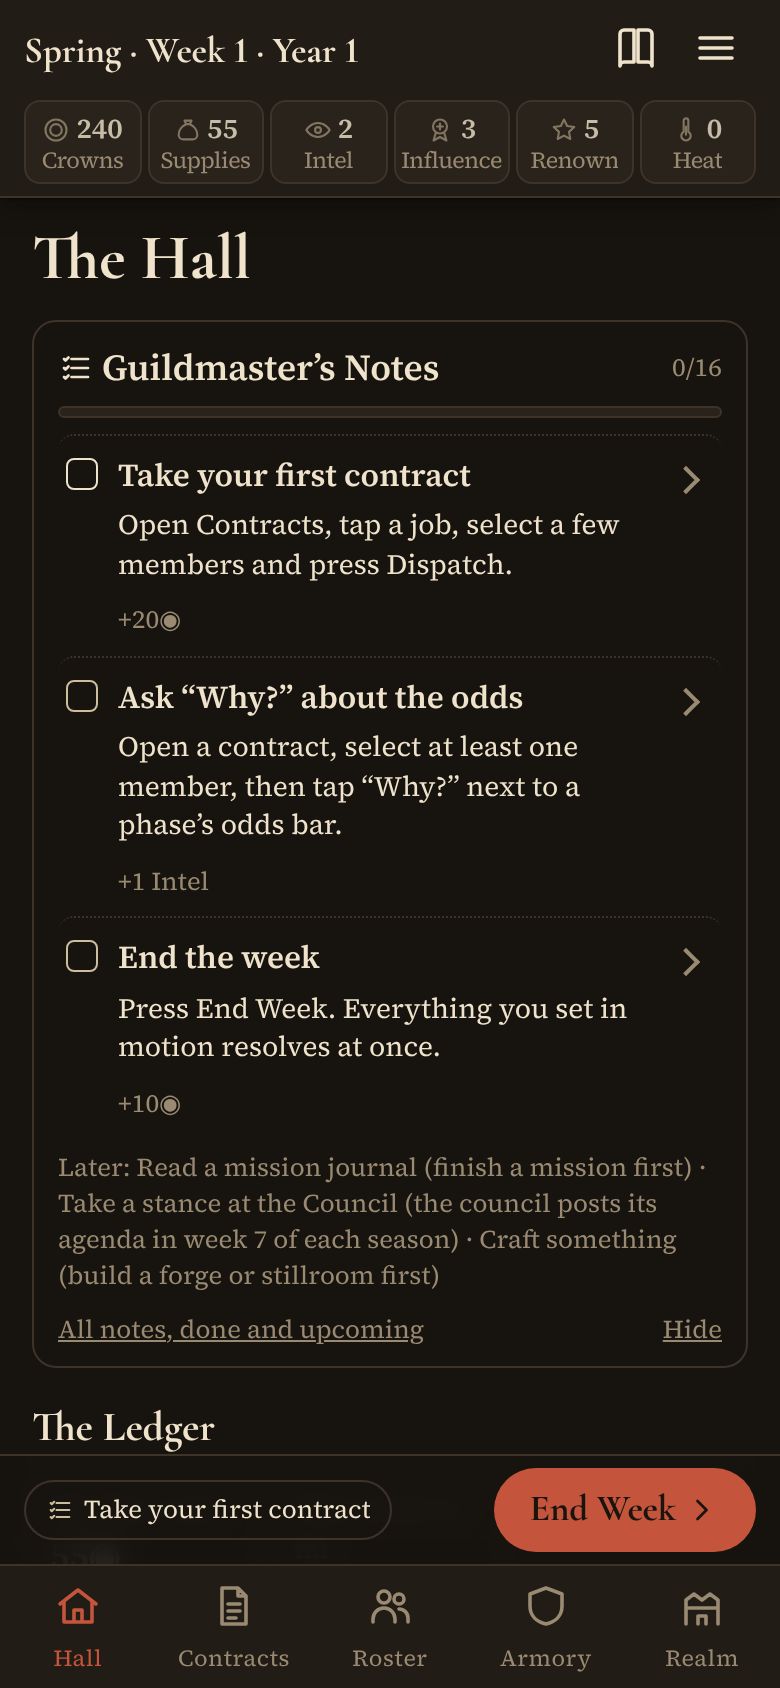 Spring · Week 1 · Year 1
240
Crowns
55
Supplies
2
Intel
3
Influence
5
Renown
0
Heat
The Hall
Guildmaster’s Notes
0/16
Take your first contract
Open Contracts, tap a job, select a few
members and press Dispatch.
+20◉
Ask “Why?” about the odds
Open a contract, select at least one
member, then tap “Why?” next to a
phase’s odds bar.
+1 Intel
End the week
Press End Week. Everything you set in
motion resolves at once.
+10◉
Later: Read a mission journal (finish a mission first) ·
Take a stance at the Council (the council posts its
agenda in week 7 of each season) · Craft something
(build a forge or stillroom first)
All notes, done and upcoming
Hide
The Ledger
Take your first contract
End Week
Hall
Contracts
Roster
Armory
Realm